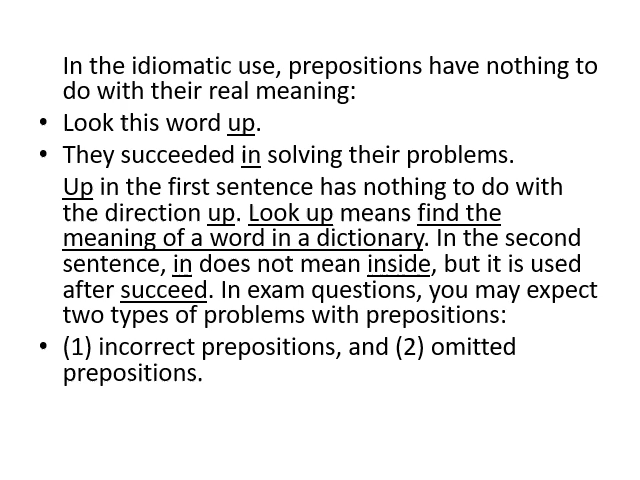 In the idiomatic use, prepositions have nothing to
do with their real meaning:
• Look this word up.
• They succeeded in solving their problems.
Up in the first sentence has nothing to do with
the direction up. Look up means find the
meaning of a word in a dictionary. In the second
sentence, in does not mean inside, but it is used
after succeed. In exam questions, you may expect
two types of problems with prepositions:
• (1) incorrect prepositions, and (2) omitted
prepositions.